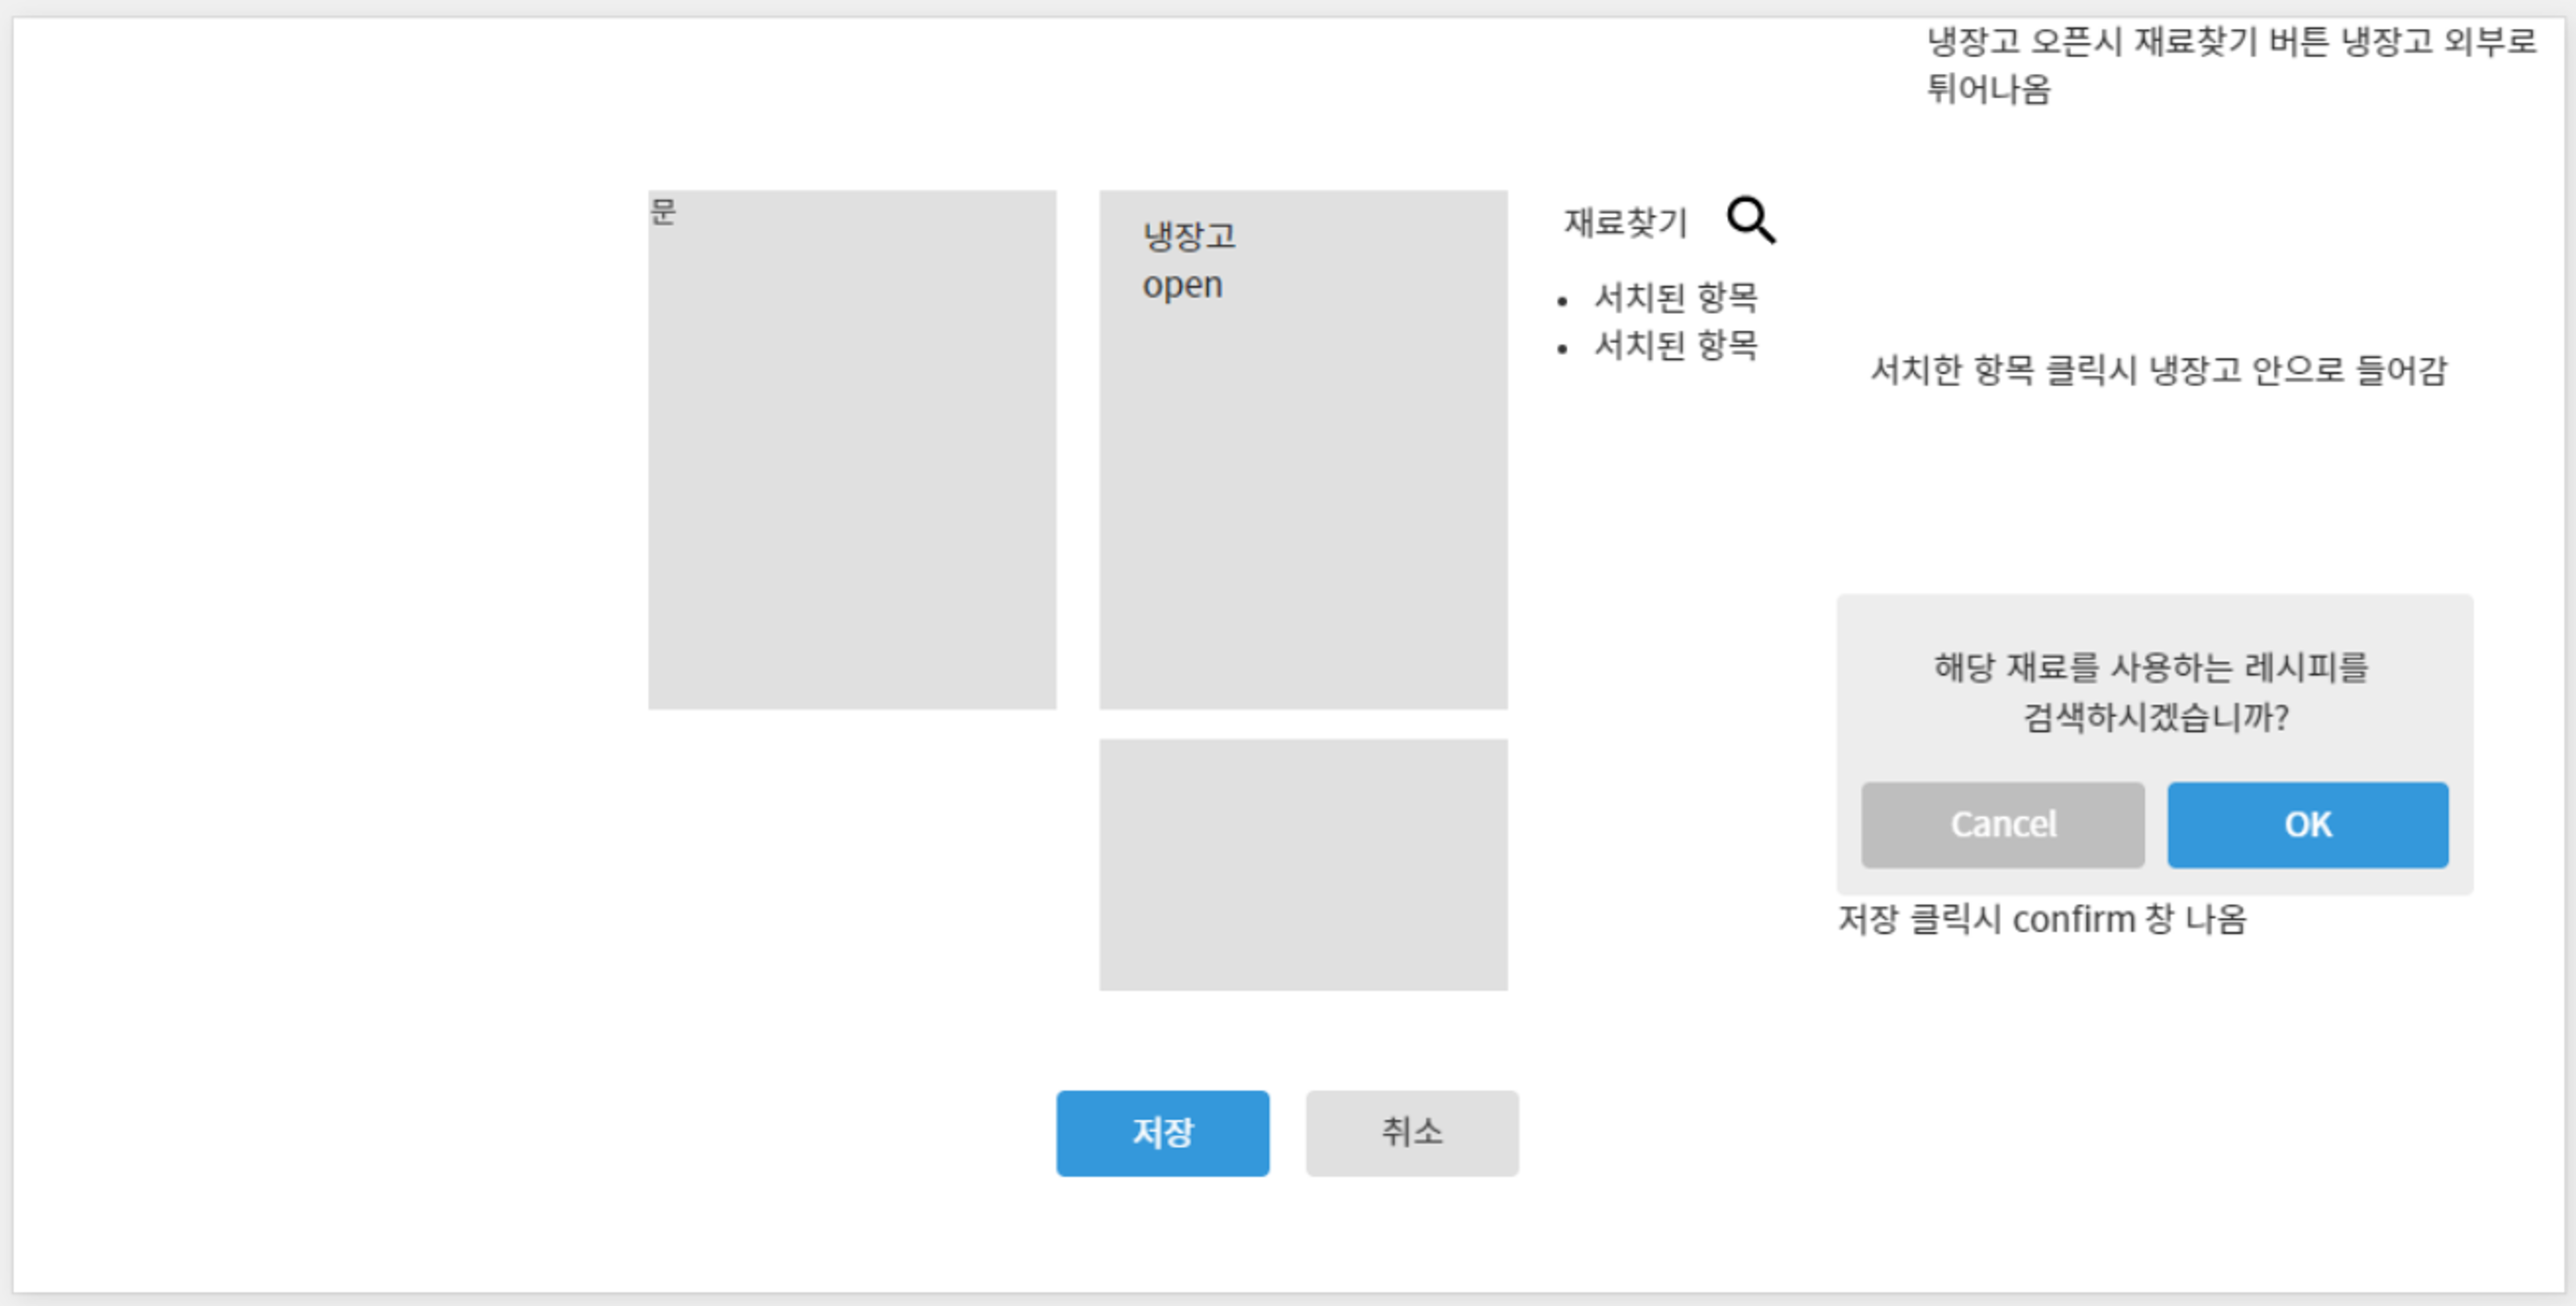 냉장고 오픈시 재료찾기 버튼 냉장고 외부로
튀어나옴
문
냉장고
open
재료찾기
• 서치된 항목
• 서치된 항목
서치한 항목 클릭시 냉장고 안으로 들어감
해당 재료를 사용하는 레시피를
검색하시겠습니까?
Cancel
OK
저장 클릭시 confirm 창 나옴
저장
취소